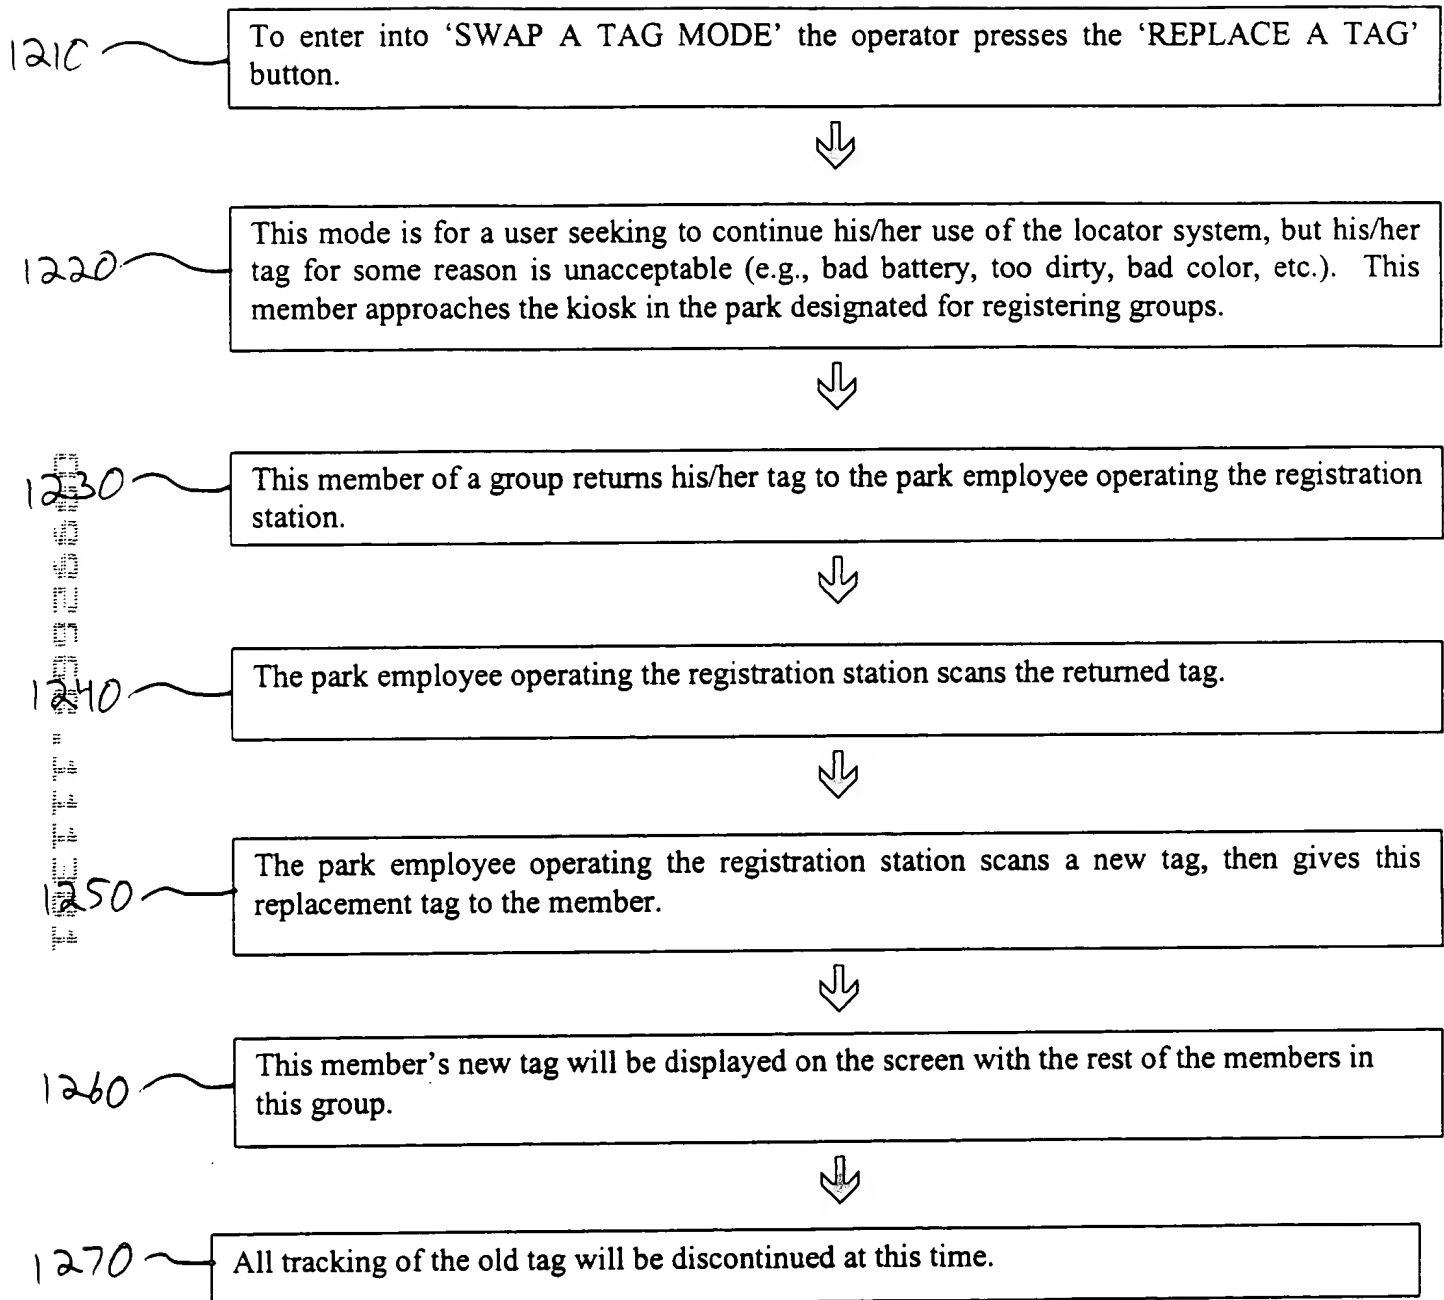 1210
To enter into ‘SWAP A TAG MODE’ the operator presses the ‘REPLACE A TAG’
button.
1220
This mode is for a user seeking to continue his/her use of the locator system, but his/her
tag for some reason is unacceptable (e.g., bad battery, too dirty, bad color, etc.). This
member approaches the kiosk in the park designated for registering groups.
1230
This member of a group returns his/her tag to the park employee operating the registration
station.
1240
The park employee operating the registration station scans the returned tag.
1250
The park employee operating the registration station scans a new tag, then gives this
replacement tag to the member.
1260
This member’s new tag will be displayed on the screen with the rest of the members in
this group.
1270
All tracking of the old tag will be discontinued at this time.